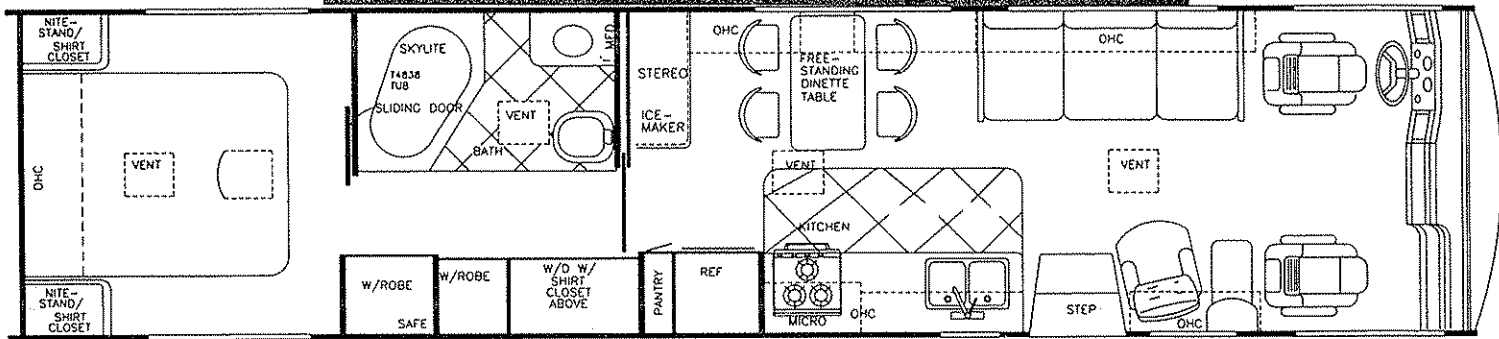 NITE-
STAND/
SHIRT
CLOSET
OHC
VENT
NITE-
STAND/
SHIRT
CLOSET
SKYLITE
T4838
TUB
SLIDING DOOR
BATH
VENT
MED
W/ROBE
SAFE
W/ROBE
W/D W/
SHIRT
CLOSET
ABOVE
STEREO
ICE-
MAKER
PANTRY
REF
OHC
FREE-
STANDING
DINETTE
TABLE
VENT
KITCHEN
MICRO
OHC
OHC
VENT
STEP
OHC